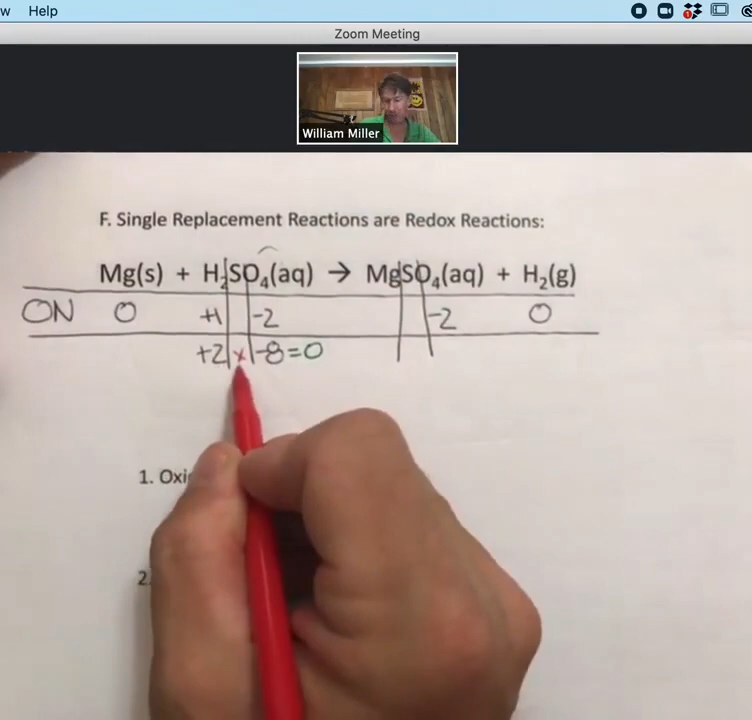 w Help
Zoom Meeting
William Miller
F. Single Replacement Reactions are Redox Reactions:
Mg(s) + H₂SO₄(aq) → MgSO₄(aq) + H₂(g)
ON 0 +1 -2 -2 0
+2 x -8=0
1. Oxi
2.